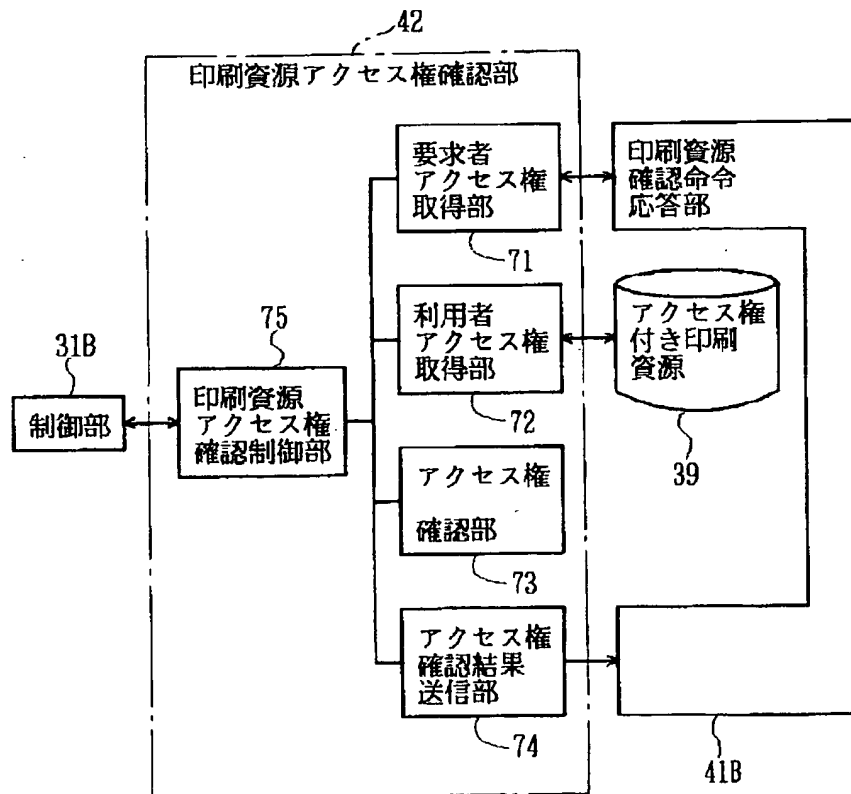 42
印刷資源アクセス権確認部
要求者
アクセス権
取得部
71
印刷資源
確認命令
応答部
利用者
アクセス権
取得部
72
アクセス権
付き印刷
資源
39
75
印刷資源
アクセス権
確認制御部
31B
制御部
アクセス権
確認部
73
アクセス権
確認結果
送信部
74
41B